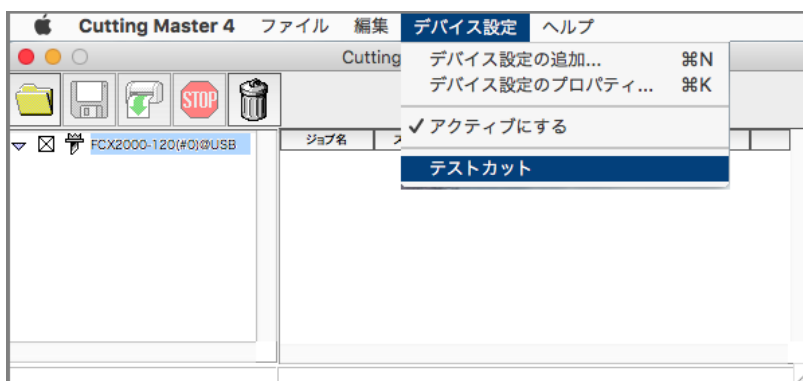 Cutting Master 4 ファイル 編集 デバイス設定 ヘルプ
Cutting
デバイス設定の追加... ⌘N
デバイス設定のプロパティ... ⌘K
✓アクティブにする
テストカット
STOP
FCX2000-120(#0)@USB
ジョブ名